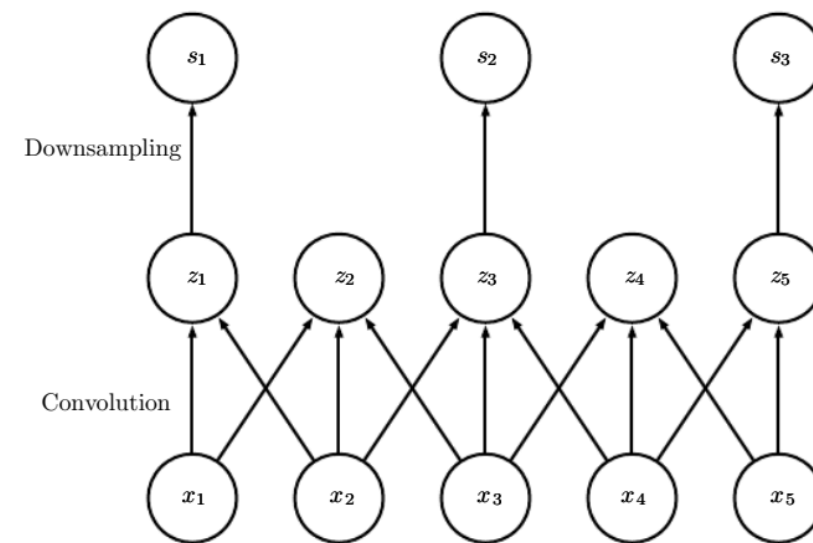 s1 s2 s3
Downsampling
z1 z2 z3 z4 z5
Convolution
x1 x2 x3 x4 x5